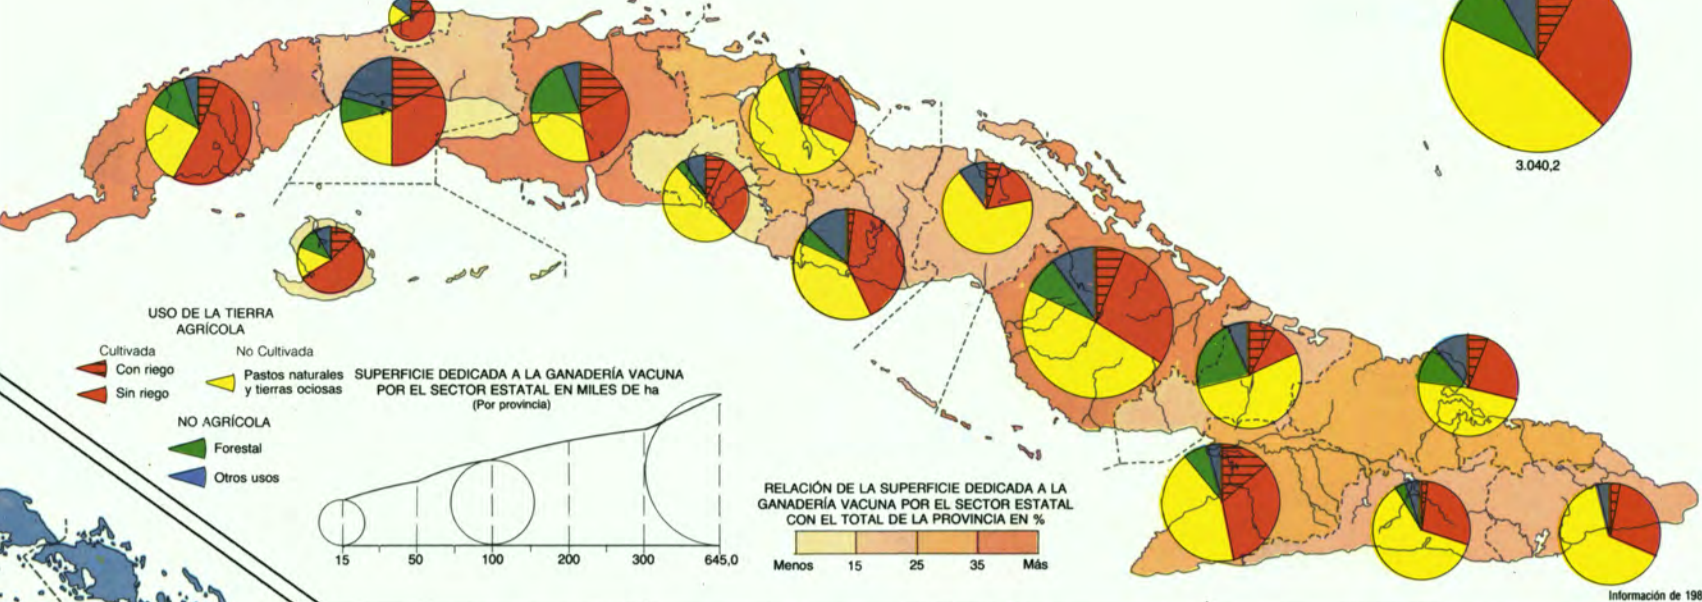 3.040,2
USO DE LA TIERRA
AGRÍCOLA
Cultivada
No Cultivada
Con riego
Sin riego
Pastos naturales
y tierras ociosas
NO AGRÍCOLA
Forestal
Otros usos
SUPERFICIE DEDICADA A LA GANADERÍA VACUNA
POR EL SECTOR ESTATAL EN MILES DE ha
(Por provincia)
15 50 100 200 300 645,0
RELACIÓN DE LA SUPERFICIE DEDICADA A LA
GANADERÍA VACUNA POR EL SECTOR ESTATAL
CON EL TOTAL DE LA PROVINCIA EN %
Menos 15 25 35 Más
Información de 198